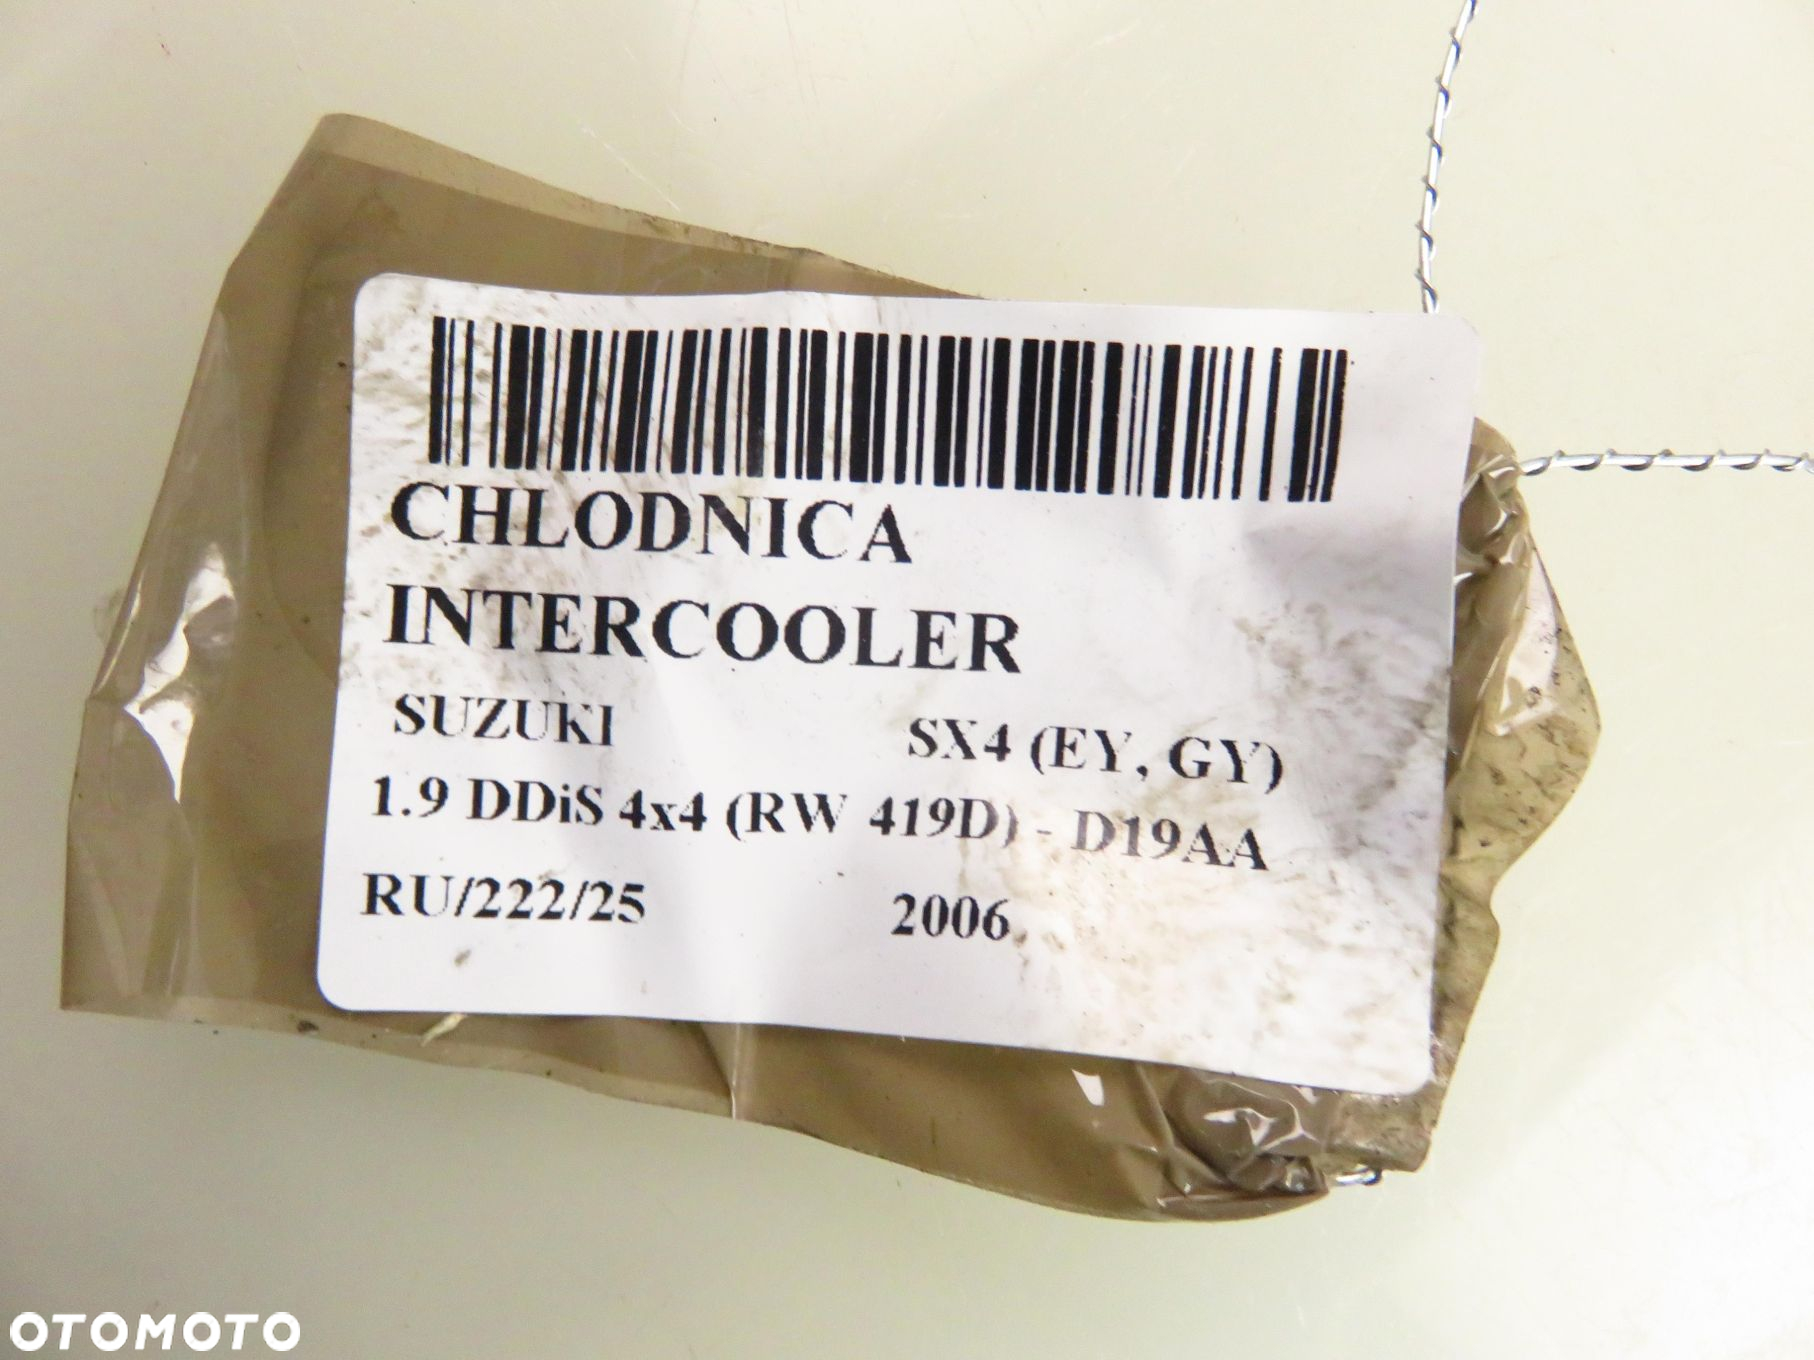 CHLODNICA
INTERCOOLER
SUZUKI SX4 (EY, GY)
1.9 DDiS 4x4 (RW 419D) - D19AA
RU/222/25 2006
OTOMOTO